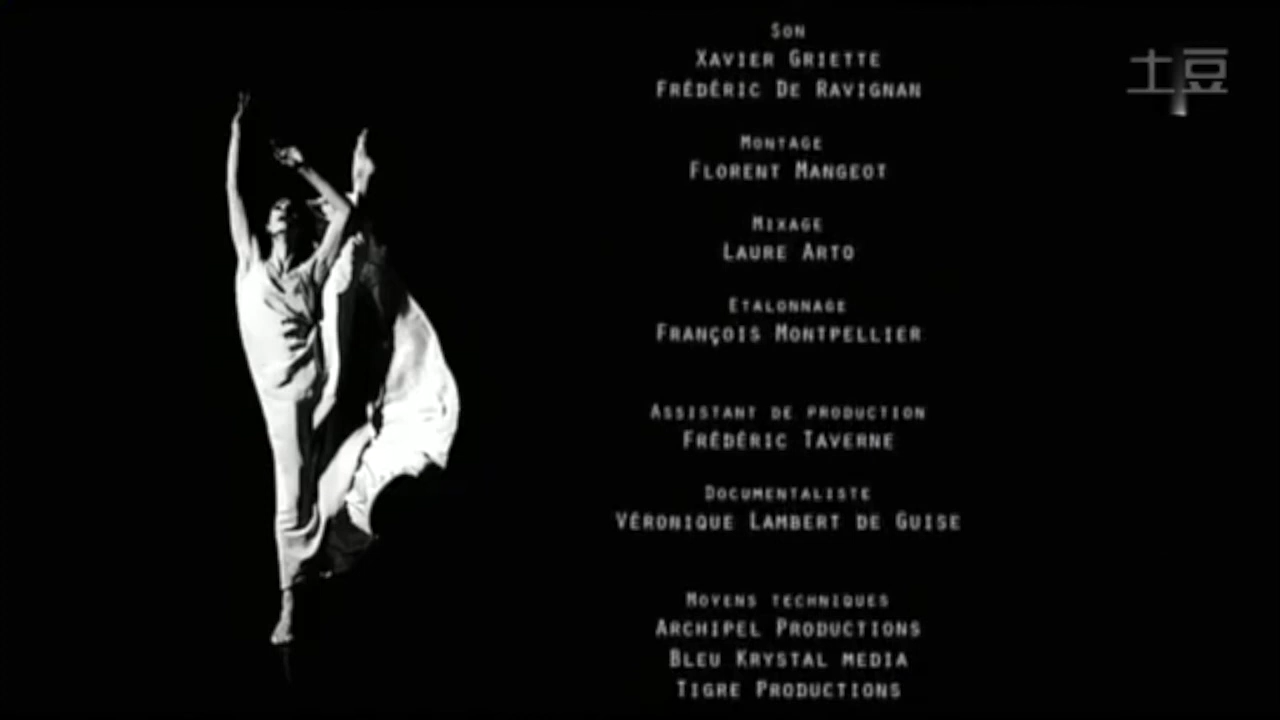 SON
XAVIER GRIETTE
FRÉDÉRIC DE RAVIGNAN
MONTAGE
FLORENT MANGEOT
MIXAGE
LAURE ARTO
ETALONNAGE
FRANÇOIS MONTPELLIER
ASSISTANT DE PRODUCTION
FRÉDÉRIC TAVERNE
DOCUMENTALISTE
VÉRONIQUE LAMBERT DE GUISE
MOYENS TECHNIQUES
ARCHIPEL PRODUCTIONS
BLEU KRYSTAL MEDIA
TIGRE PRODUCTIONS
土豆